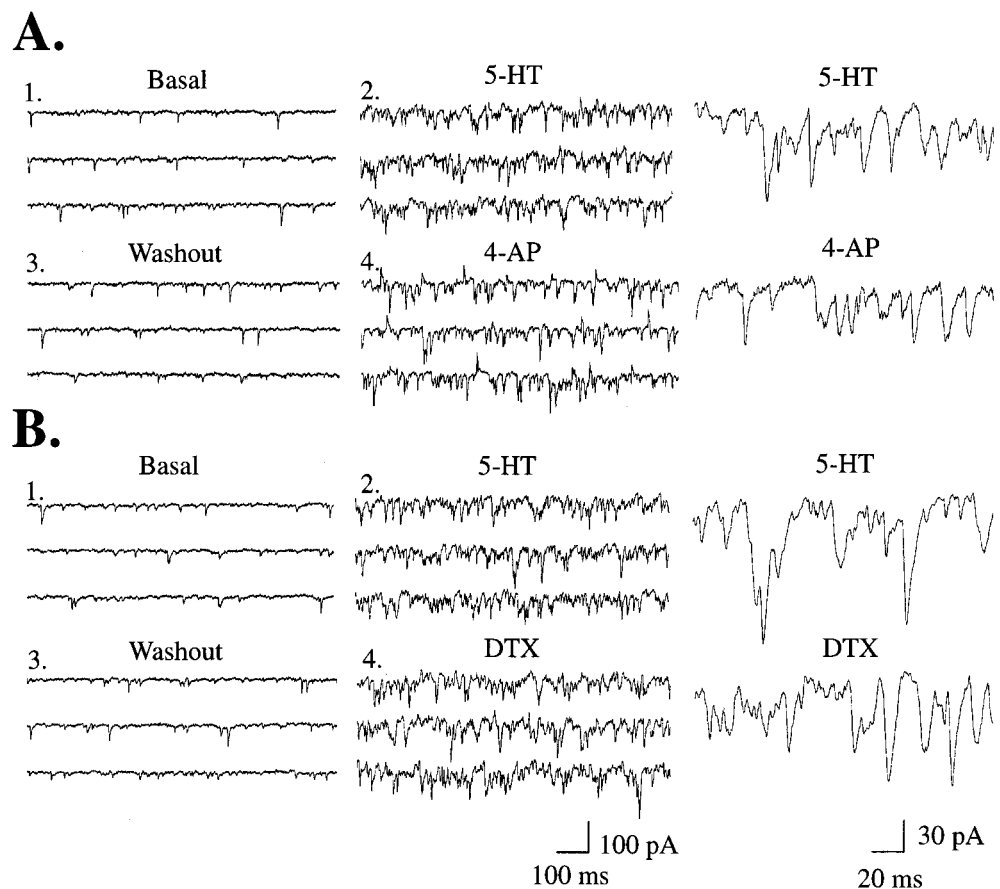 A.
Basal
5-HT
5-HT
1.
2.
Washout
4-AP
4-AP
3.
4.
B.
Basal
5-HT
5-HT
1.
2.
Washout
DTX
DTX
3.
4.
100 pA
30 pA
100 ms
20 ms